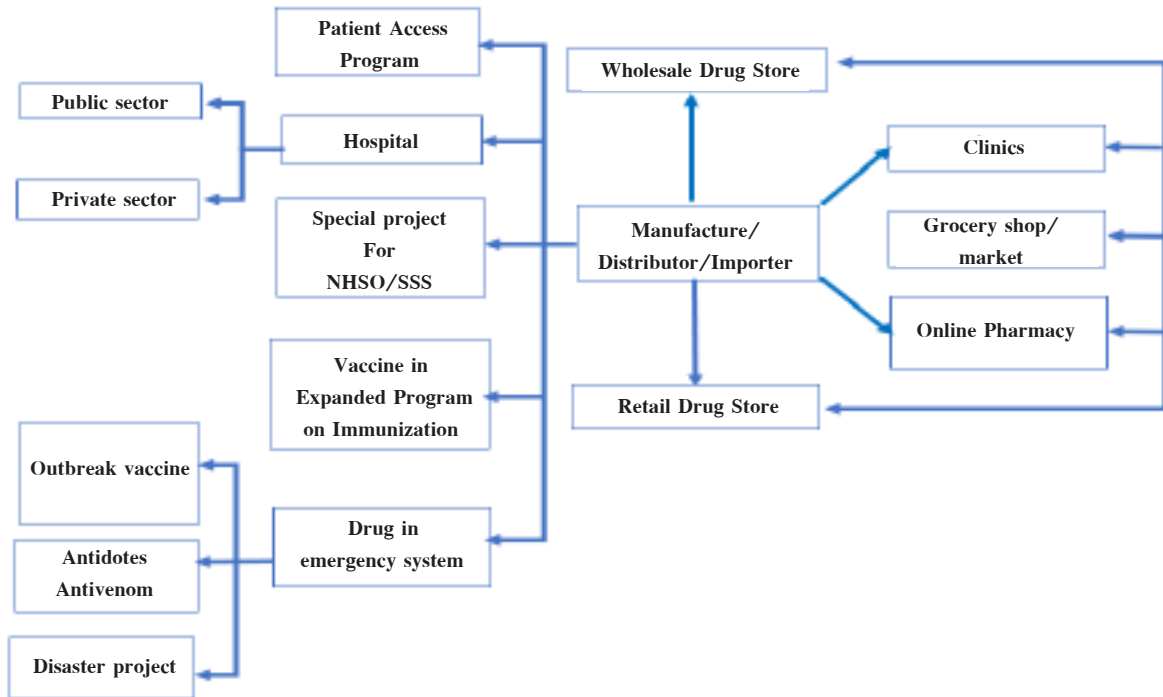 Patient Access
Program
Wholesale Drug Store
Public sector
Hospital
Clinics
Private sector
Special project
For
NHSO/SSS
Manufacture/
Distributor/Importer
Grocery shop/
market
Online Pharmacy
Vaccine in
Expanded Program
on Immunization
Retail Drug Store
Outbreak vaccine
Drug in
emergency system
Antidotes
Antivenom
Disaster project